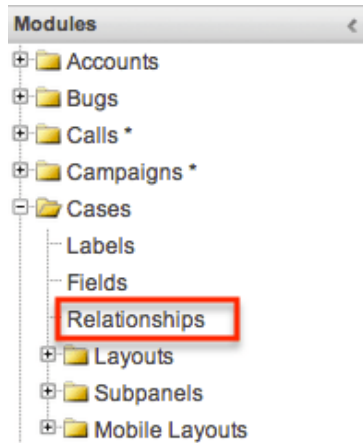 Modules
Accounts
Bugs
Calls *
Campaigns *
Cases
Labels
Fields
Relationships
Layouts
Subpanels
Mobile Layouts